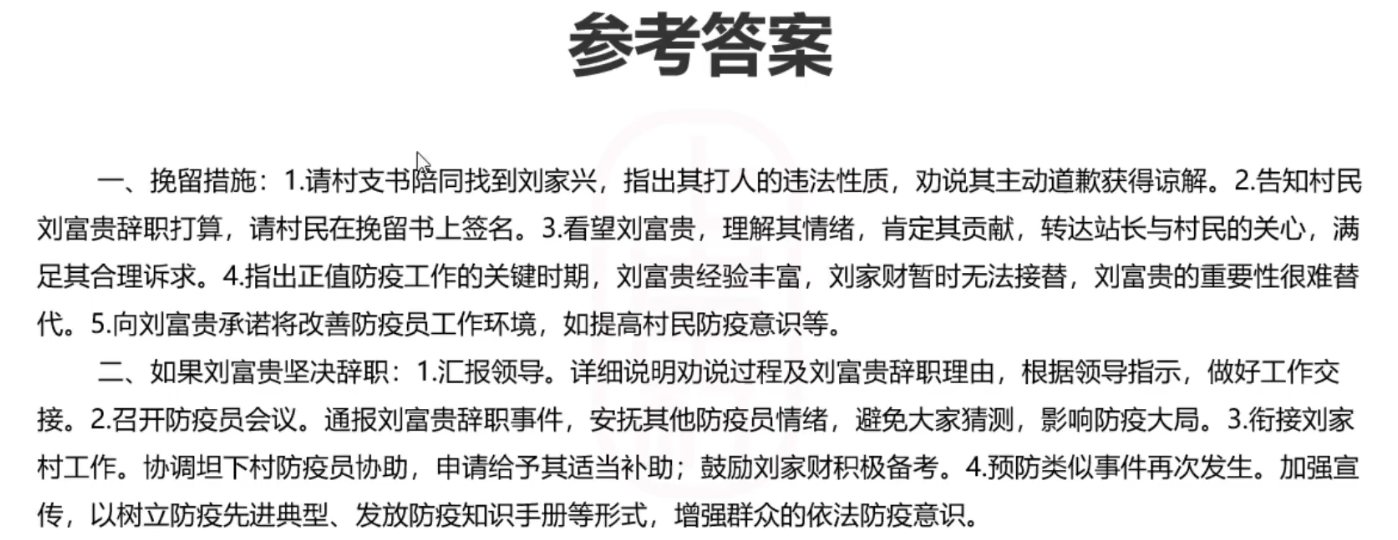 参考答案
一、挽留措施：1.请村支书陪同找到刘家兴，指出其打人的违法性质，劝说其主动道歉获得谅解。2.告知村民
刘富贵辞职打算，请村民在挽留书上签名。3.看望刘富贵，理解其情绪，肯定其贡献，转达站长与村民的关心，满
足其合理诉求。4.指出正值防疫工作的关键时期，刘富贵经验丰富，刘家财暂时无法接替，刘富贵的重要性很难替
代。5.向刘富贵承诺将改善防疫员工作环境，如提高村民防疫意识等。
二、如果刘富贵坚决辞职：1.汇报领导。详细说明劝说过程及刘富贵辞职理由，根据领导指示，做好工作交
接。2.召开防疫员会议。通报刘富贵辞职事件，安抚其他防疫员情绪，避免大家猜测，影响防疫大局。3.衔接刘家
村工作。协调坦下村防疫员协助，申请给予其适当补助；鼓励刘家财积极备考。4.预防类似事件再次发生。加强宣
传，以树立防疫先进典型、发放防疫知识手册等形式，增强群众的依法防疫意识。